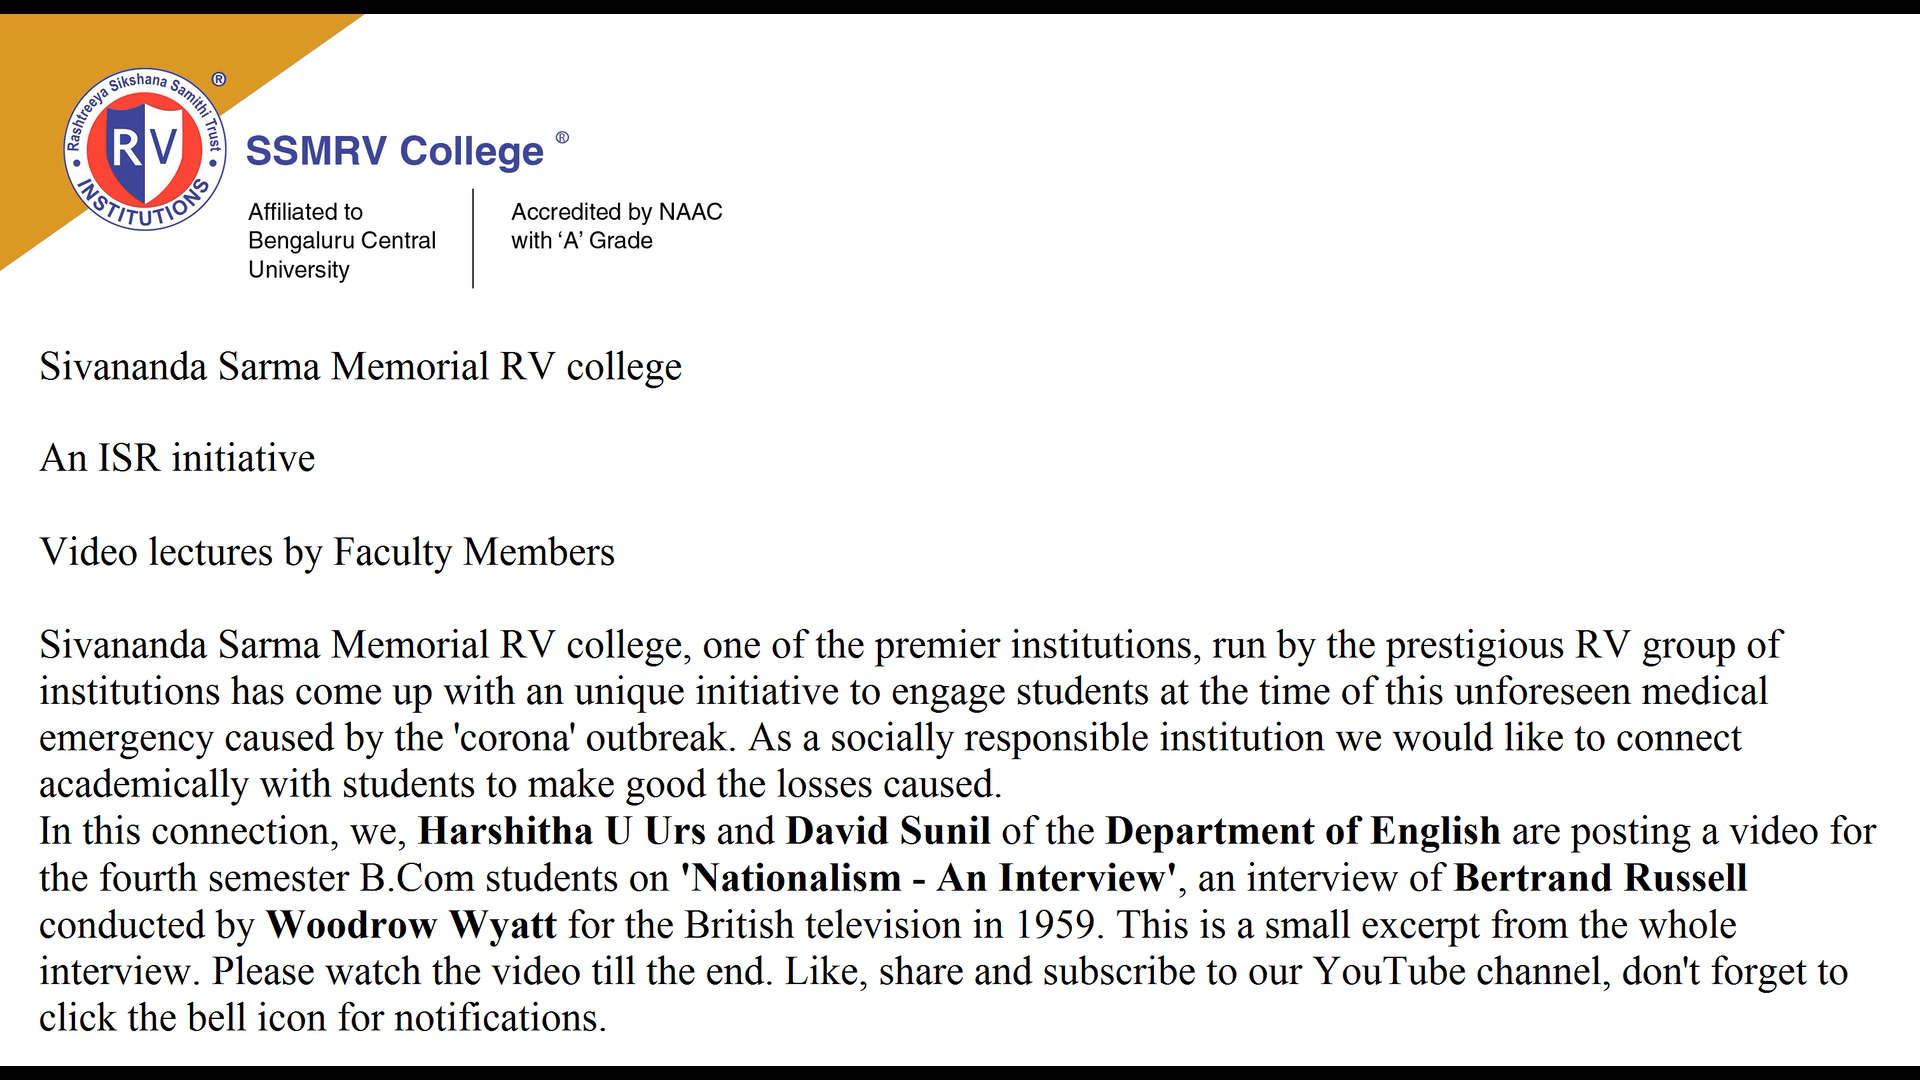 Rashtreeya Sikshana Samithi Trust
®
RV
INSTITUTIONS
SSMRV College ®
Affiliated to
Bengaluru Central
University
Accredited by NAAC
with ‘A’ Grade
Sivananda Sarma Memorial RV college
An ISR initiative
Video lectures by Faculty Members
Sivananda Sarma Memorial RV college, one of the premier institutions, run by the prestigious RV group of
institutions has come up with an unique initiative to engage students at the time of this unforeseen medical
emergency caused by the 'corona' outbreak. As a socially responsible institution we would like to connect
academically with students to make good the losses caused.
In this connection, we, Harshitha U Urs and David Sunil of the Department of English are posting a video for
the fourth semester B.Com students on 'Nationalism - An Interview', an interview of Bertrand Russell
conducted by Woodrow Wyatt for the British television in 1959. This is a small excerpt from the whole
interview. Please watch the video till the end. Like, share and subscribe to our YouTube channel, don't forget to
click the bell icon for notifications.